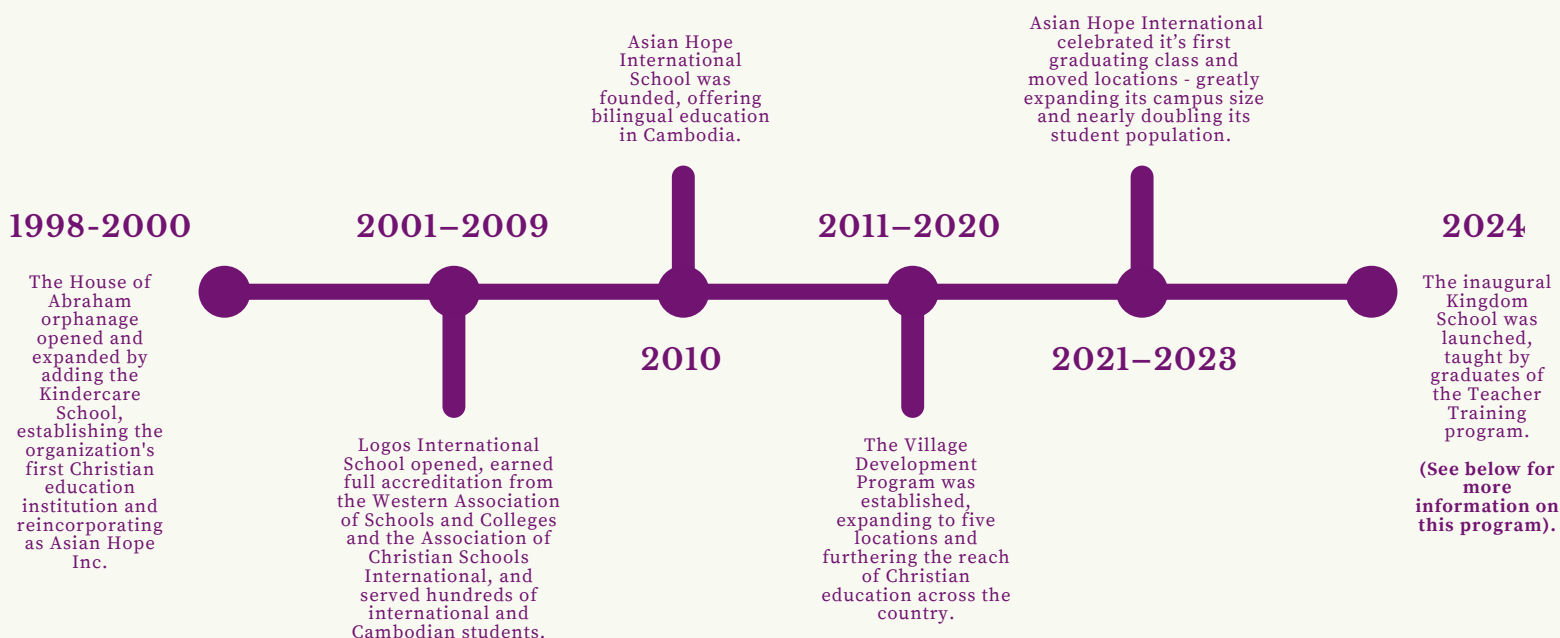 1998-2000
The House of
Abraham
orphanage
opened and
expanded by
adding the
Kindercare
School,
establishing the
organization's
first Christian
education
institution and
reincorporating
as Asian Hope
Inc.
2001–2009
Logos International
School opened, earned
full accreditation from
the Western Association
of Schools and Colleges
and the Association of
Christian Schools
International, and
served hundreds of
international and
Cambodian students.
Asian Hope
International
School was
founded, offering
bilingual education
in Cambodia.
2010
2011–2020
The Village
Development
Program was
established,
expanding to five
locations and
furthering the reach
of Christian
education across the
country.
Asian Hope International
celebrated it’s first
graduating class and
moved locations - greatly
expanding its campus size
and nearly doubling its
student population.
2021–2023
2024
The inaugural
Kingdom
School was
launched,
taught by
graduates of
the Teacher
Training
program.
(See below for
more
information on
this program).